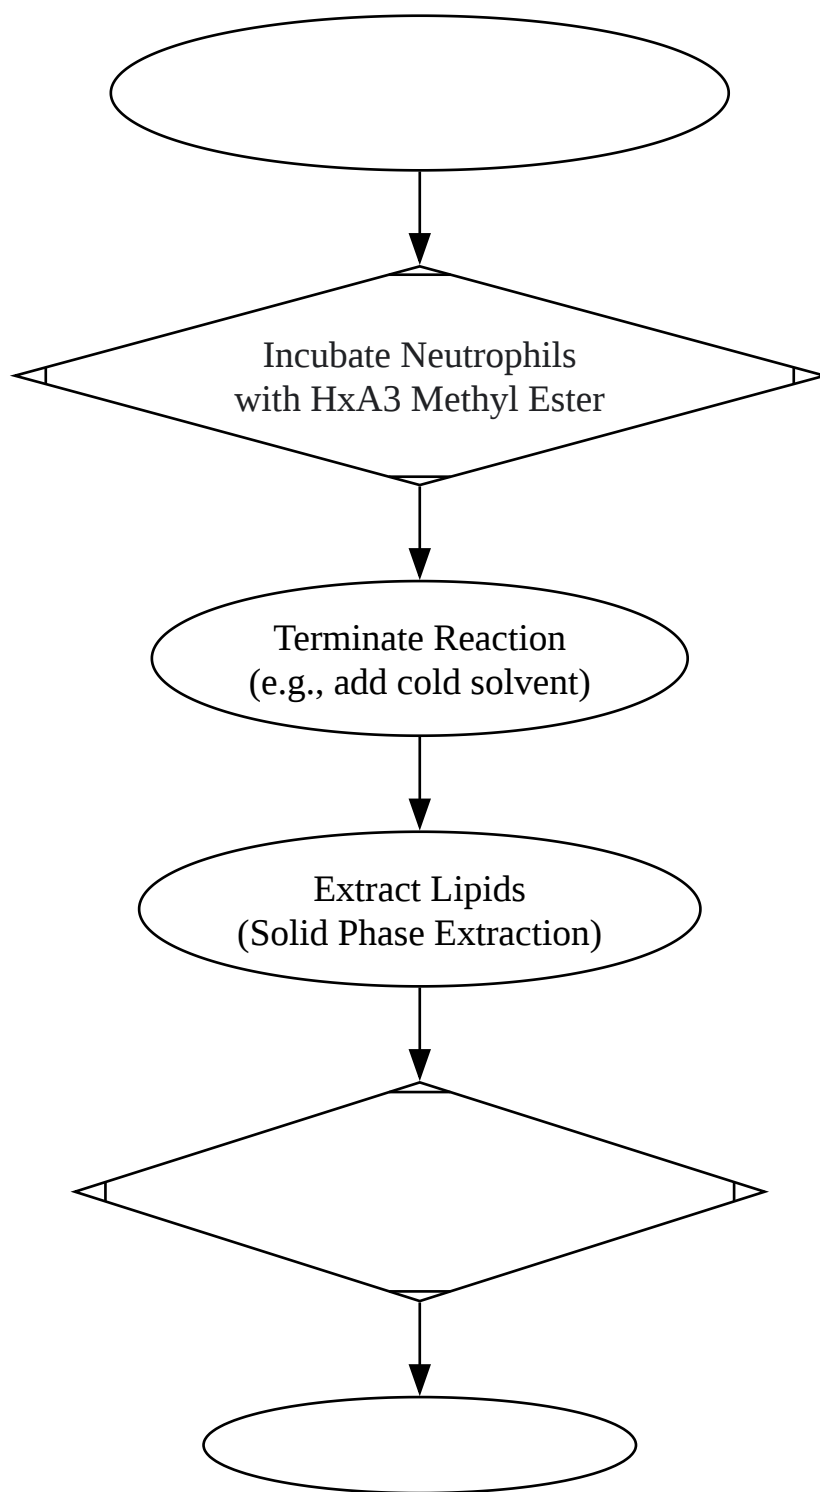 Incubate Neutrophils
with HxA3 Methyl Ester
Terminate Reaction
(e.g., add cold solvent)
Extract Lipids
(Solid Phase Extraction)